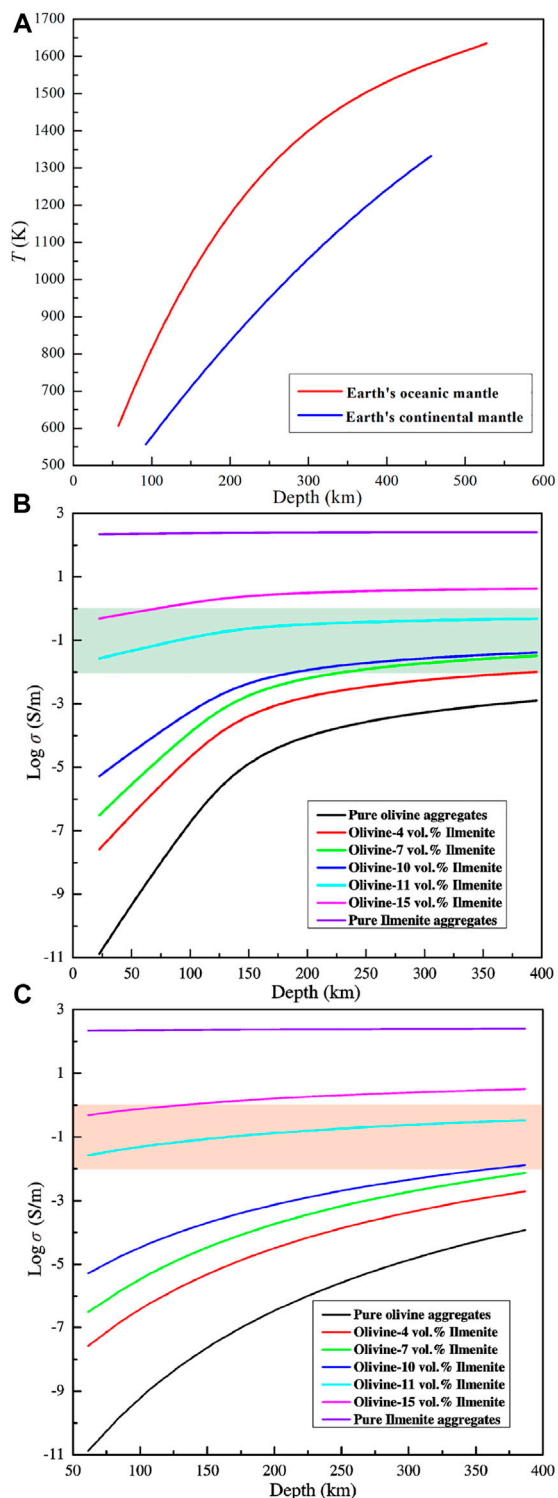 A
1700
1600
1500
1400
1300
1200
1100
1000
900
800
700
600
500
T (K)
Earth's oceanic mantle
Earth's continental mantle
0 100 200 300 400 500 600
Depth (km)
B
3
1
-1
-3
-5
-7
-9
-11
Log σ (S/m)
Pure olivine aggregates
Olivine-4 vol.% Ilmenite
Olivine-7 vol.% Ilmenite
Olivine-10 vol.% Ilmenite
Olivine-11 vol.% Ilmenite
Olivine-15 vol.% Ilmenite
Pure Ilmenite aggregates
0 50 100 150 200 250 300 350 400
Depth (km)
C
3
1
-1
-3
-5
-7
-9
-11
Log σ (S/m)
Pure olivine aggregates
Olivine-4 vol.% Ilmenite
Olivine-7 vol.% Ilmenite
Olivine-10 vol.% Ilmenite
Olivine-11 vol.% Ilmenite
Olivine-15 vol.% Ilmenite
Pure Ilmenite aggregates
50 100 150 200 250 300 350 400
Depth (km)